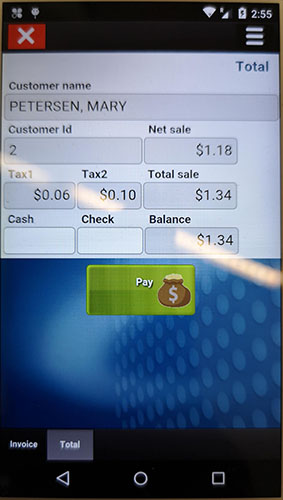 2:55
Total
Customer name
PETERSEN, MARY
Customer Id Net sale
2 $1.18
Tax1 Tax2 Total sale
$0.06 $0.10 $1.34
Cash Check Balance
$1.34
Pay
$
Invoice Total